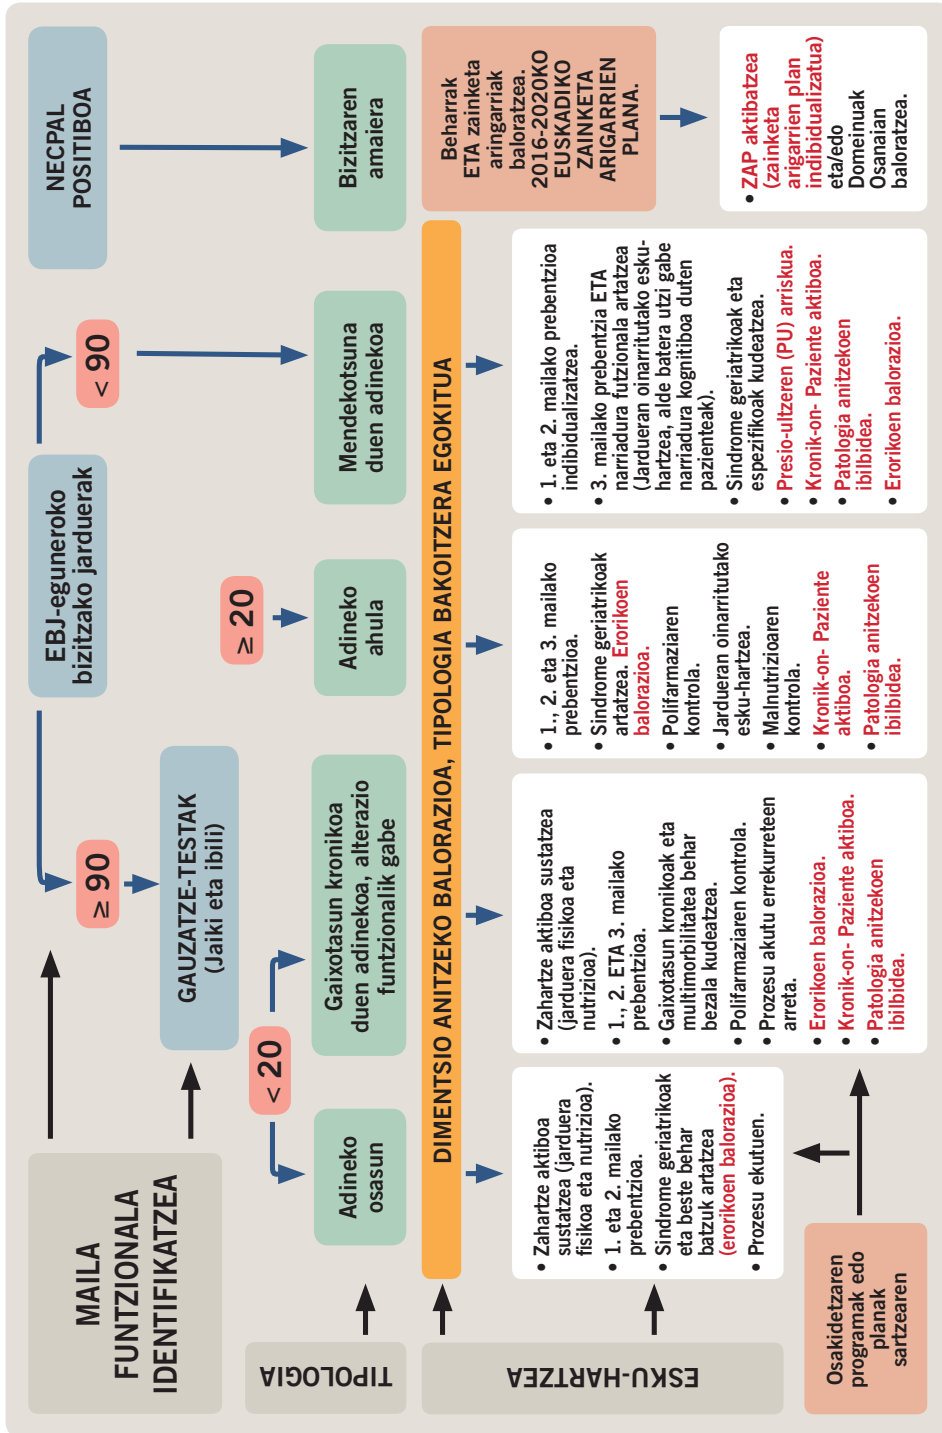 MAILA
FUNTZIONALA
IDENTIFIKATZEA
EBJ-eguneroko
bizitzako jarduerak
NECPAL
POSITIBOA
≥ 90
< 90
GAUZATZE-TESTAK
(Jaiki eta ibili)
< 20
≥ 20
TIPOLOGIA
Adineko
osasun
Gaixotasun kronikoa
duen adinekoa, alterazio
funtzionalik gabe
Adineko
ahula
Mendekotsuna
duen adinekoa
Bizitzaren
amaiera
ESKU-HARTZEA
DIMENTSIO ANITZEKO BALORAZIOA, TIPOLOGIA BAKOITZERA EGOKITUA
Beharrak
ETA zainketa
aringarriak
baloratzea.
2016-2020KO
EUSKADIKO
ZAINKETA
ARIGARRIEN
PLANA.
• Zahartze aktiboa
sustatzea (jarduera
fisikoa eta nutrizioa).
• 1. eta 2. mailako
prebentzioa.
• Sindrome geriatrikoak
eta beste behar
batzuk artatzea
(erorikoen balorazioa).
• Prozesu ekutuen.
• Zahartze aktiboa sustatzea
(jarduera fisikoa eta
nutrizioa).
• 1., 2. ETA 3. mailako
prebentzioa.
• Gaixotasun kronikoak eta
multimorbilitatea behar
bezala kudeatzea.
• Polifarmaziaren kontrola.
• Prozesu akutu errekurreteen
arreta.
• Erorikoen balorazioa.
• Kronik-on- Paziente aktiboa.
• Patologia anitzekoen
ibilbidea.
• 1., 2. eta 3. mailako
prebentzioa.
• Sindrome geriatrikoak
artatzea. Erorikoen
balorazioa.
• Polifarmaziaren
kontrola.
• Jardueran oinarritutako
esku-hartzea.
• Malnutrizioaren
kontrola.
• Kronik-on- Paziente
aktiboa.
• Patologia anitzekoen
ibilbidea.
• 1. eta 2. mailako prebentzioa
indibidualizatzea.
• 3. mailako prebentzia ETA
narriadura futzionala artatzea
(Jardueran oinarritutako esku-
hartzea, alde batera utzi gabe
narriadura kognitiboa duten
pazienteak).
• Sindrome geriatrikoak eta
espezifikoak kudeatzea.
• Presio-ultzeren (PU) arriskua.
• Kronik-on- Paziente aktiboa.
• Patologia anitzekoen
ibilbidea.
• Erorikoen balorazioa.
• ZAP aktibatzea
(zainketa
arigarrien plan
indibidualizatua)
eta/edo
Domeinuak
Osanaian
baloratzea.
Osakidetzaren
programak edo
planak
sartzearen